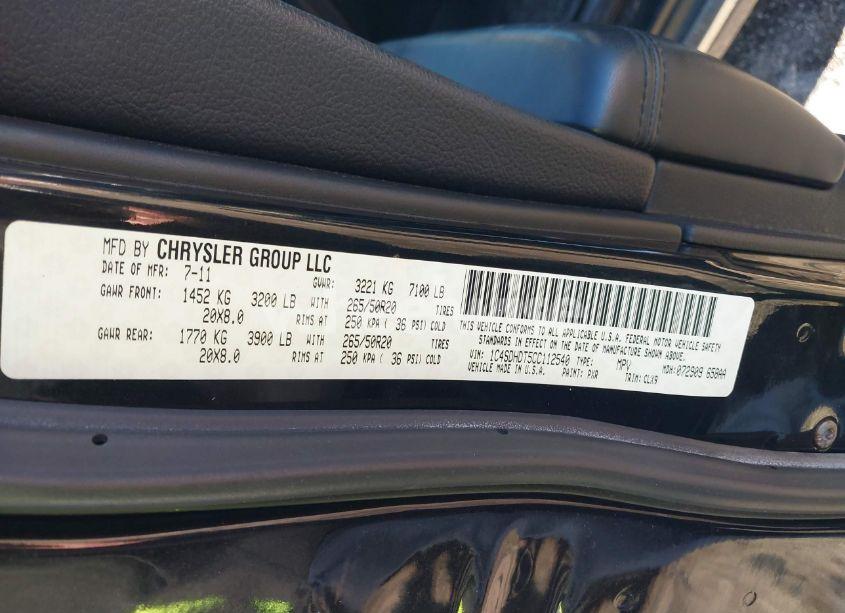 MFD BY CHRYSLER GROUP LLC
DATE OF MFR: 7-11 GVWR: 3221 KG 7100 LB
GAWR FRONT: 1452 KG 3200 LB WITH 265/50R20 TIRES
20X8.0 RIMS AT 250 KPA ( 36 PSI) COLD
GAWR REAR: 1770 KG 3900 LB WITH 265/50R20 TIRES
20X8.0 RIMS AT 250 KPA ( 36 PSI) COLD
THIS VEHICLE CONFORMS TO ALL APPLICABLE U.S.A. FEDERAL MOTOR VEHICLE SAFETY
STANDARDS IN EFFECT ON THE DATE OF MANUFACTURE SHOWN ABOVE.
VIN: 1C4SDHDT5CC112540 TYPE: MPV MDH: 072909 658AA
VEHICLE MADE IN U.S.A. PAINT: PXR TRIM: CLX9